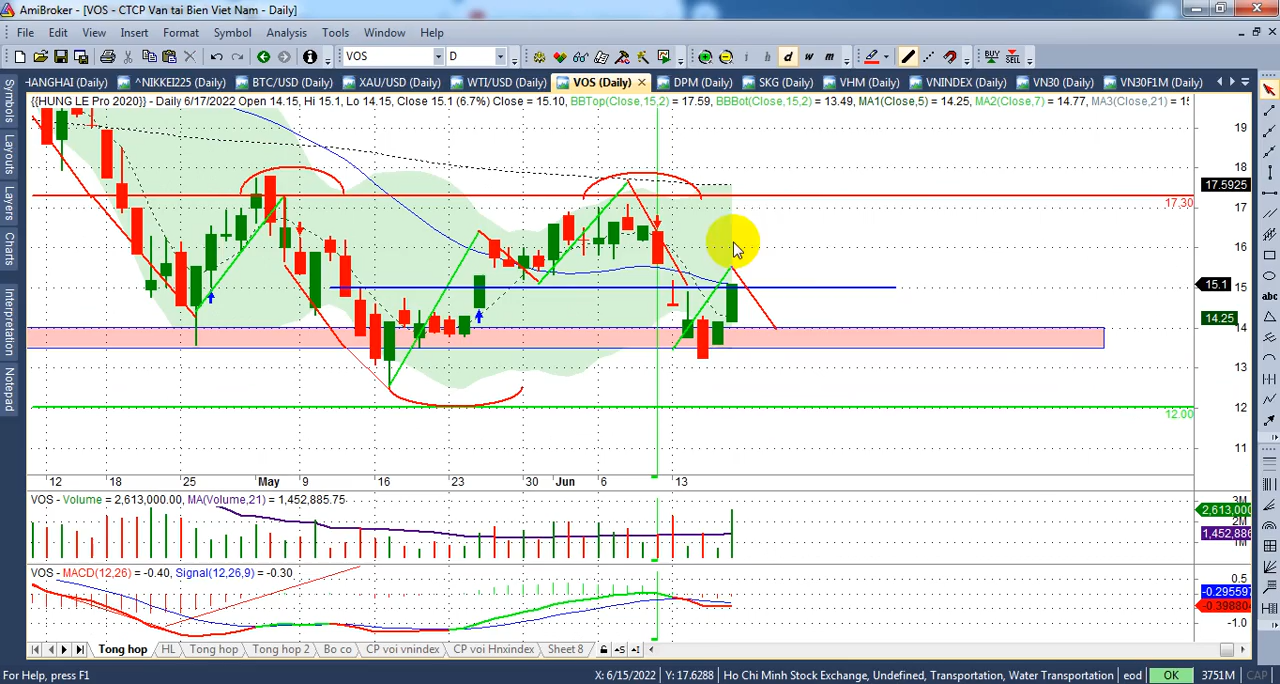 AmiBroker - [VOS - CTCP Van tai Bien Viet Nam - Daily]
File Edit View Insert Format Symbol Analysis Tools Window Help
VOS D i h d w m abc BUY SELL
HANGHAI (Daily) ^NIKKEI225 (Daily) BTC/USD (Daily) XAU/USD (Daily) WTI/USD (Daily) VOS (Daily) DPM (Daily) SKG (Daily) VHM (Daily) VNINDEX (Daily) VN30 (Daily) VN30F1M (Daily)
{{HUNG LE Pro 2020}} - Daily 6/17/2022 Open 14.15, Hi 15.1, Lo 14.15, Close 15.1 (6.7%) Close = 15.10, BBTop(Close,15,2) = 17.59, BBBot(Close,15,2) = 13.49, MA1(Close,5) = 14.25, MA2(Close,7) = 14.77, MA3(Close,21) = 15
Symbols
Layouts
Layers
Charts
Interpretation
Notepad
19
18
17.5925
17.30
17
16
15.1
15
14.25
14
13
12
12.00
11
12 18 25 May 9 16 23 30 Jun 6 13
VOS - Volume = 2,613,000.00, MA(Volume,21) = 1,452,885.75
3M
2,613,000
1,452,886
1M
VOS - MACD(12,26) = -0.40, Signal(12,26,9) = -0.30
0.5
-0.295597
-0.398804
-1.0
Tong hop HL Tong hop Tong hop 2 Bo co CP voi vnindex CP voi Hnxindex Sheet 8
For Help, press F1 X: 6/15/2022 Y: 17.6288 Ho Chi Minh Stock Exchange, Undefined, Transportation, Water Transportation eod OK 3751M CAP